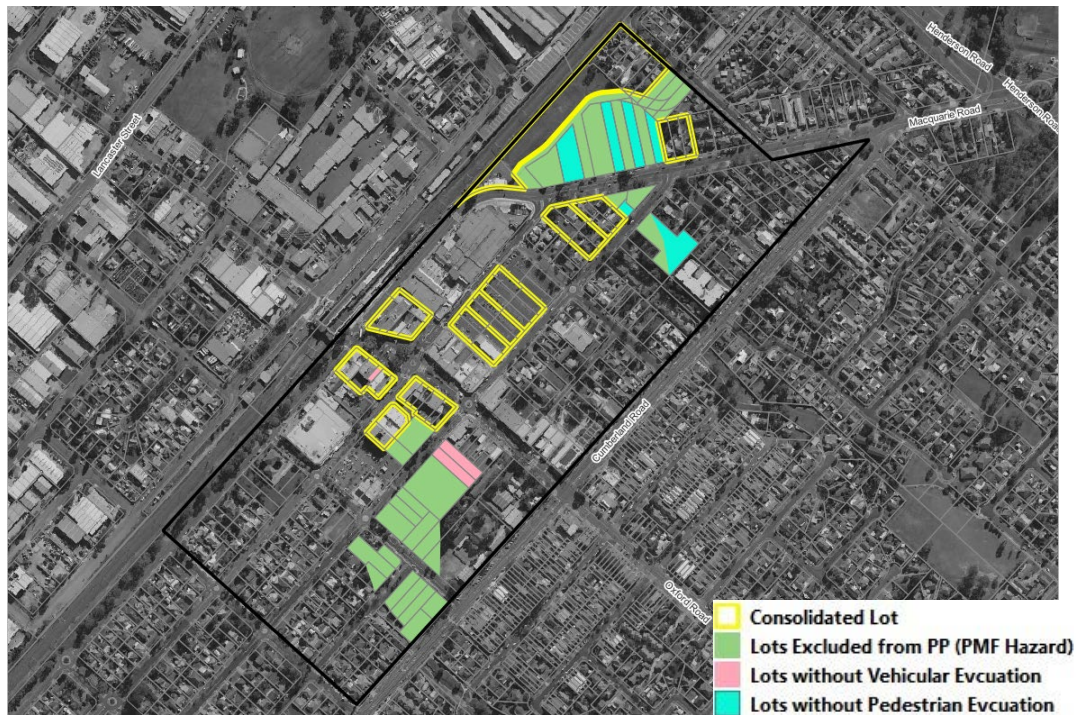 Henderson Road
Henderson Road
Macquarie Road
Lancaster Street
Cumberland Road
Oxford Road
Consolidated Lot
Lots Excluded from PP (PMF Hazard)
Lots without Vehicular Evcuation
Lots without Pedestrian Evcuation